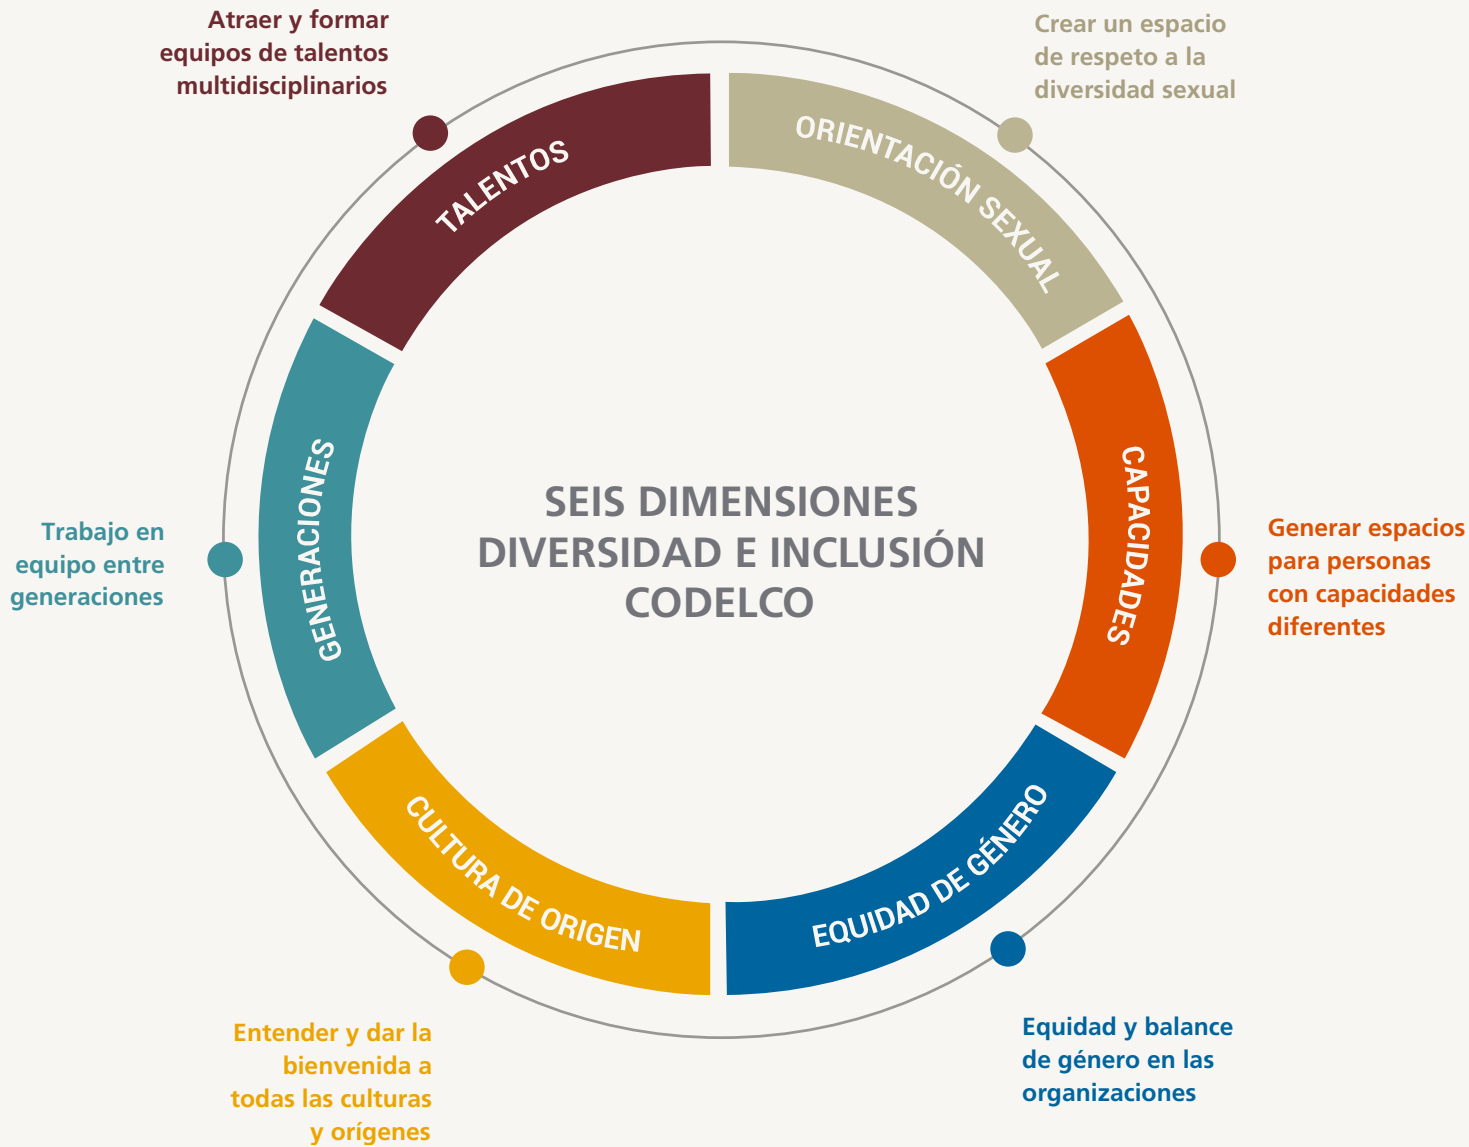 Atraer y formar
equipos de talentos
multidisciplinarios
Crear un espacio
de respeto a la
diversidad sexual
TALENTOS
ORIENTACIÓN SEXUAL
GENERACIONES
CAPACIDADES
SEIS DIMENSIONES
DIVERSIDAD E INCLUSIÓN
CODELCO
Trabajo en
equipo entre
generaciones
Generar espacios
para personas
con capacidades
diferentes
CULTURA DE ORIGEN
EQUIDAD DE GÉNERO
Entender y dar la
bienvenida a
todas las culturas
y orígenes
Equidad y balance
de género en las
organizaciones